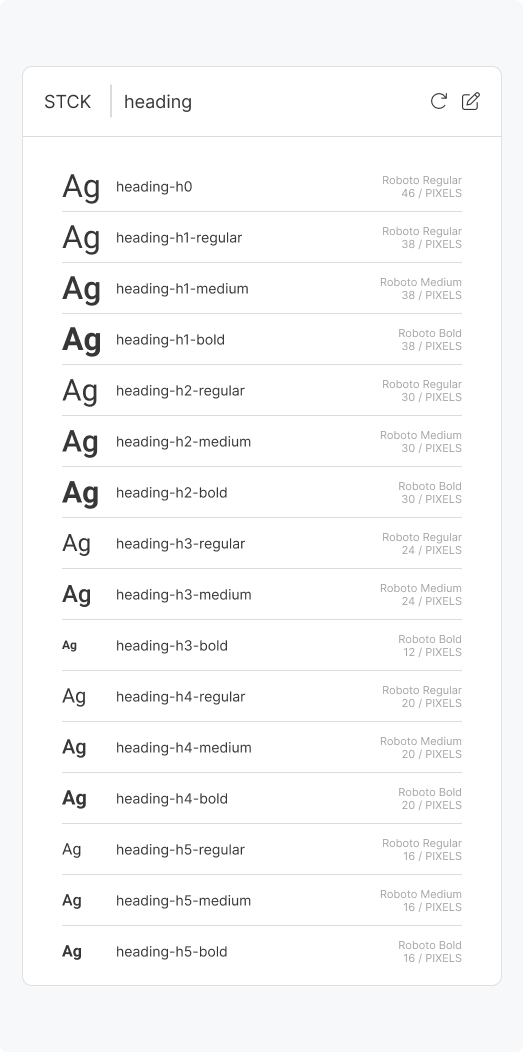 STCK heading
Ag heading-h0 Roboto Regular
46 / PIXELS
Ag heading-h1-regular Roboto Regular
38 / PIXELS
Ag heading-h1-medium Roboto Medium
38 / PIXELS
Ag heading-h1-bold Roboto Bold
38 / PIXELS
Ag heading-h2-regular Roboto Regular
30 / PIXELS
Ag heading-h2-medium Roboto Medium
30 / PIXELS
Ag heading-h2-bold Roboto Bold
30 / PIXELS
Ag heading-h3-regular Roboto Regular
24 / PIXELS
Ag heading-h3-medium Roboto Medium
24 / PIXELS
Ag heading-h3-bold Roboto Bold
12 / PIXELS
Ag heading-h4-regular Roboto Regular
20 / PIXELS
Ag heading-h4-medium Roboto Medium
20 / PIXELS
Ag heading-h4-bold Roboto Bold
20 / PIXELS
Ag heading-h5-regular Roboto Regular
16 / PIXELS
Ag heading-h5-medium Roboto Medium
16 / PIXELS
Ag heading-h5-bold Roboto Bold
16 / PIXELS